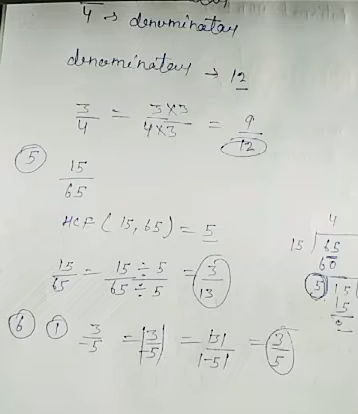 4 → denominator
denominator → 12
3/4 = 3×3/4×3 = 9/12
(5) 15/65
HCF (15, 65) = 5
15/65 = 15 ÷ 5/65 ÷ 5 = 3/13
4
15 ) 65
60
5 ) 15
15
(6) (1) 3/-5 = |3/-5| = |3|/|-5| = 3/5